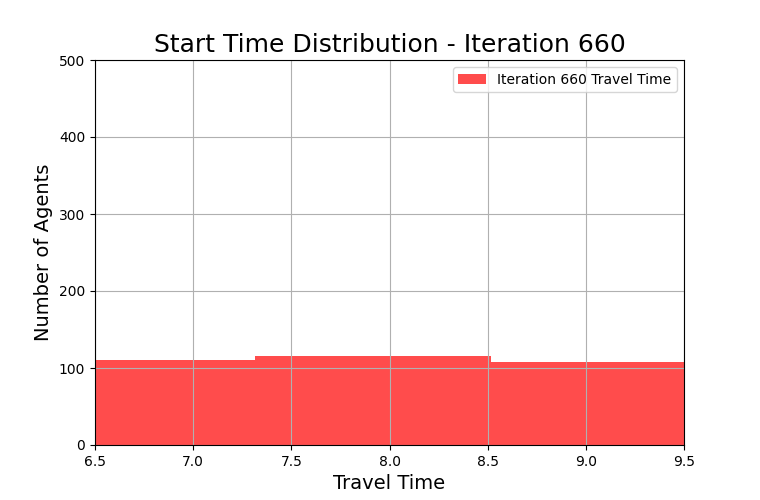 Start Time Distribution - Iteration 660
500
Iteration 660 Travel Time
400
300
200
100
0
Number of Agents
6.5 7.0 7.5 8.0 8.5 9.0 9.5
Travel Time